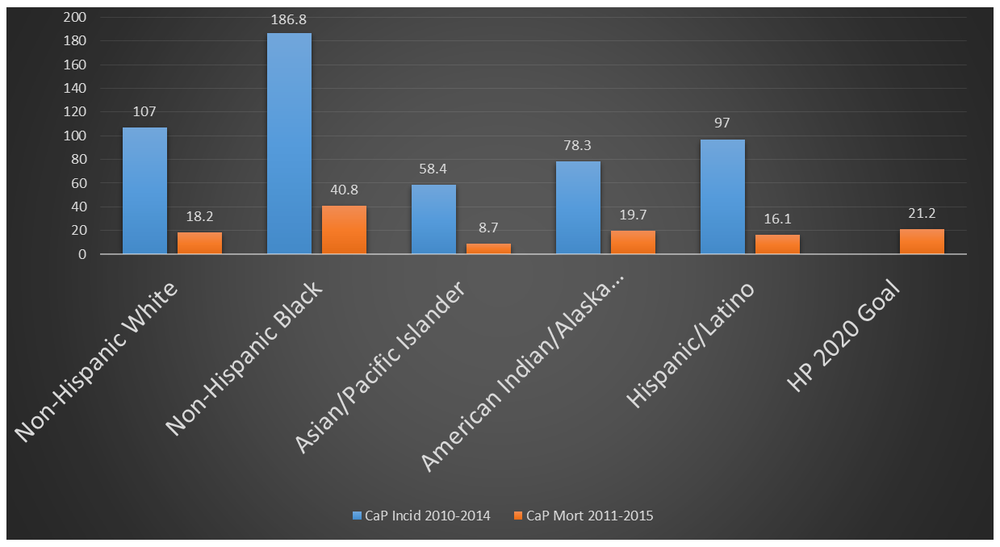 200
180
160
140
120
100
80
60
40
20
0
107
18.2
186.8
40.8
58.4
8.7
78.3
19.7
97
16.1
21.2
Non-Hispanic White
Non-Hispanic Black
Asian/Pacific Islander
American Indian/Alaska...
Hispanic/Latino
HP 2020 Goal
CaP Incid 2010-2014
CaP Mort 2011-2015